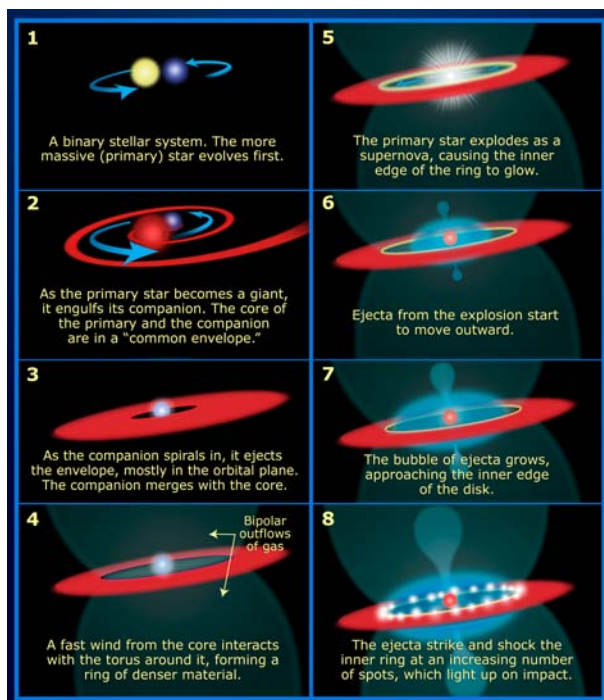 1
A binary stellar system. The more
massive (primary) star evolves first.
2
As the primary star becomes a giant,
it engulfs its companion. The core of
the primary and the companion
are in a “common envelope.”
3
As the companion spirals in, it ejects
the envelope, mostly in the orbital plane.
The companion merges with the core.
4
Bipolar
outflows
of gas
A fast wind from the core interacts
with the torus around it, forming a
ring of denser material.
5
The primary star explodes as a
supernova, causing the inner
edge of the ring to glow.
6
Ejecta from the explosion start
to move outward.
7
The bubble of ejecta grows,
approaching the inner edge
of the disk.
8
The ejecta strike and shock the
inner ring at an increasing number
of spots, which light up on impact.